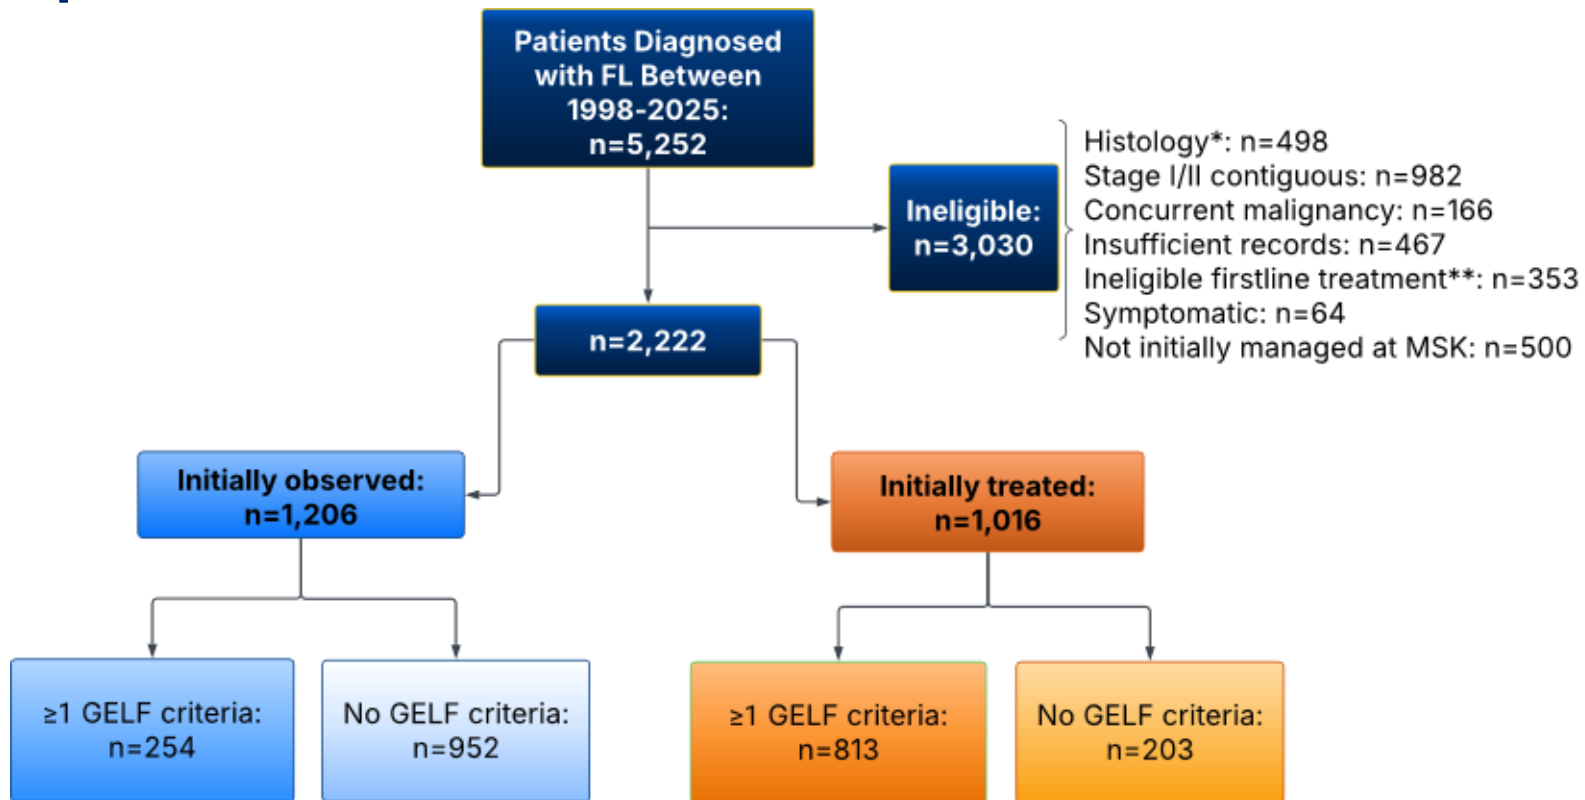 Patients Diagnosed
with FL Between
1998-2025:
n=5,252
Ineligible:
n=3,030
Histology*: n=498
Stage I/II contiguous: n=982
Concurrent malignancy: n=166
Insufficient records: n=467
Ineligible firstline treatment**: n=353
Symptomatic: n=64
Not initially managed at MSK: n=500
n=2,222
Initially observed:
n=1,206
Initially treated:
n=1,016
≥1 GELF criteria:
n=254
No GELF criteria:
n=952
≥1 GELF criteria:
n=813
No GELF criteria:
n=203